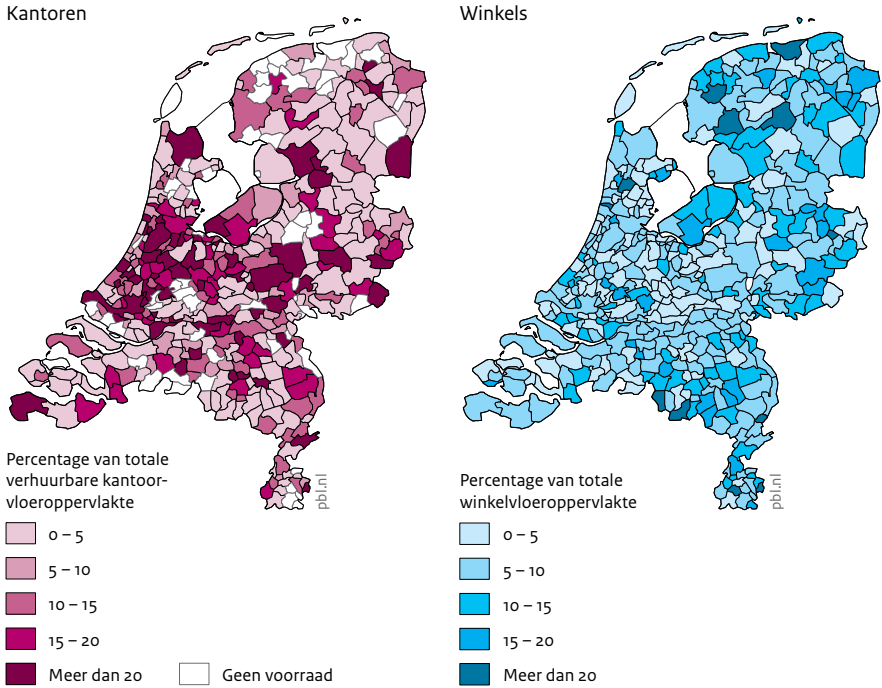 Kantoren
Percentage van totale
verhuurbare kantoor-
vloeroppervlakte
0 – 5
5 – 10
10 – 15
15 – 20
Meer dan 20
Geen voorraad
pbl.nl
Winkels
Percentage van totale
winkelvloeroppervlakte
0 – 5
5 – 10
10 – 15
15 – 20
Meer dan 20
pbl.nl